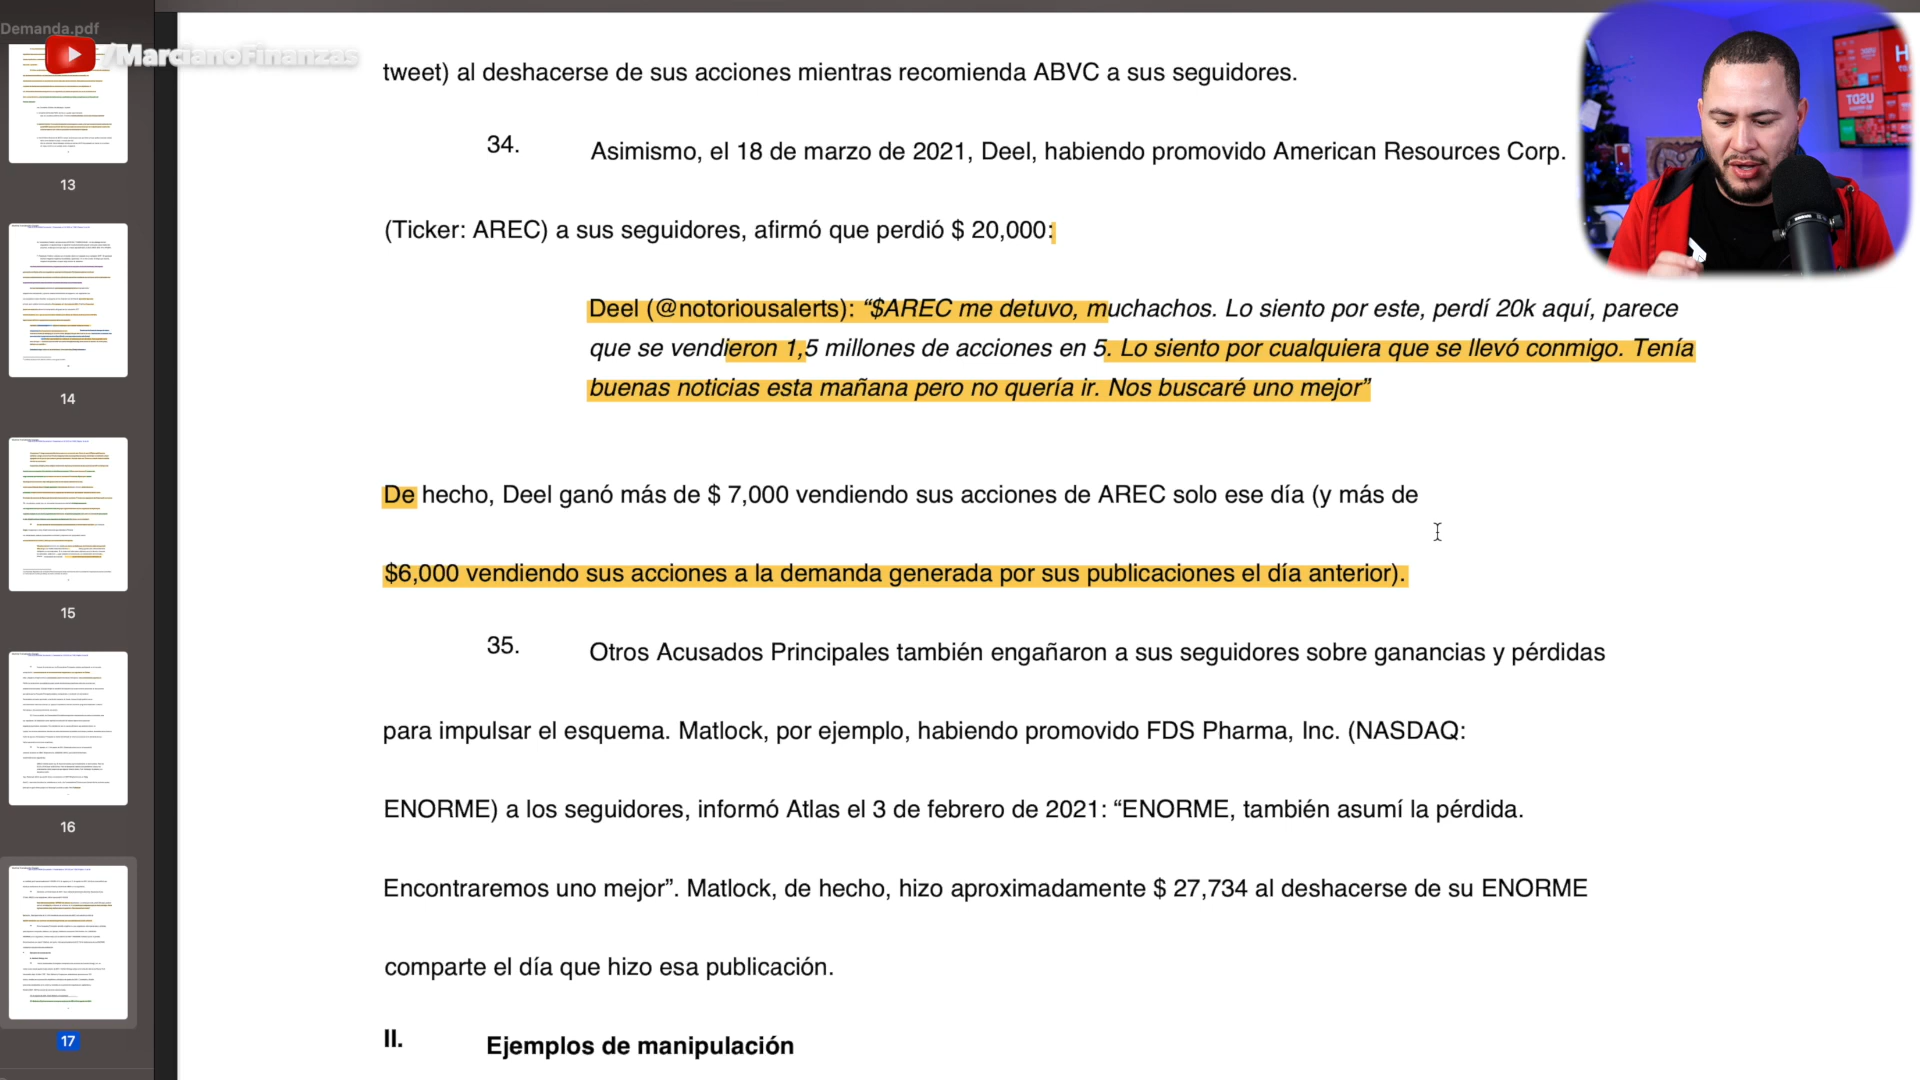 Demanda.pdf
/MarcianoFinanzas
tweet) al deshacerse de sus acciones mientras recomienda ABVC a sus seguidores.
34. Asimismo, el 18 de marzo de 2021, Deel, habiendo promovido American Resources Corp.
(Ticker: AREC) a sus seguidores, afirmó que perdió $ 20,000:
Deel (@notoriousalerts): “$AREC me detuvo, muchachos. Lo siento por este, perdí 20k aquí, parece
que se vendieron 1,5 millones de acciones en 5. Lo siento por cualquiera que se llevó conmigo. Tenía
buenas noticias esta mañana pero no quería ir. Nos buscaré uno mejor”
De hecho, Deel ganó más de $ 7,000 vendiendo sus acciones de AREC solo ese día (y más de
$6,000 vendiendo sus acciones a la demanda generada por sus publicaciones el día anterior).
35. Otros Acusados Principales también engañaron a sus seguidores sobre ganancias y pérdidas
para impulsar el esquema. Matlock, por ejemplo, habiendo promovido FDS Pharma, Inc. (NASDAQ:
ENORME) a los seguidores, informó Atlas el 3 de febrero de 2021: “ENORME, también asumí la pérdida.
Encontraremos uno mejor”. Matlock, de hecho, hizo aproximadamente $ 27,734 al deshacerse de su ENORME
comparte el día que hizo esa publicación.
II. Ejemplos de manipulación
13
14
15
16
17
USDT